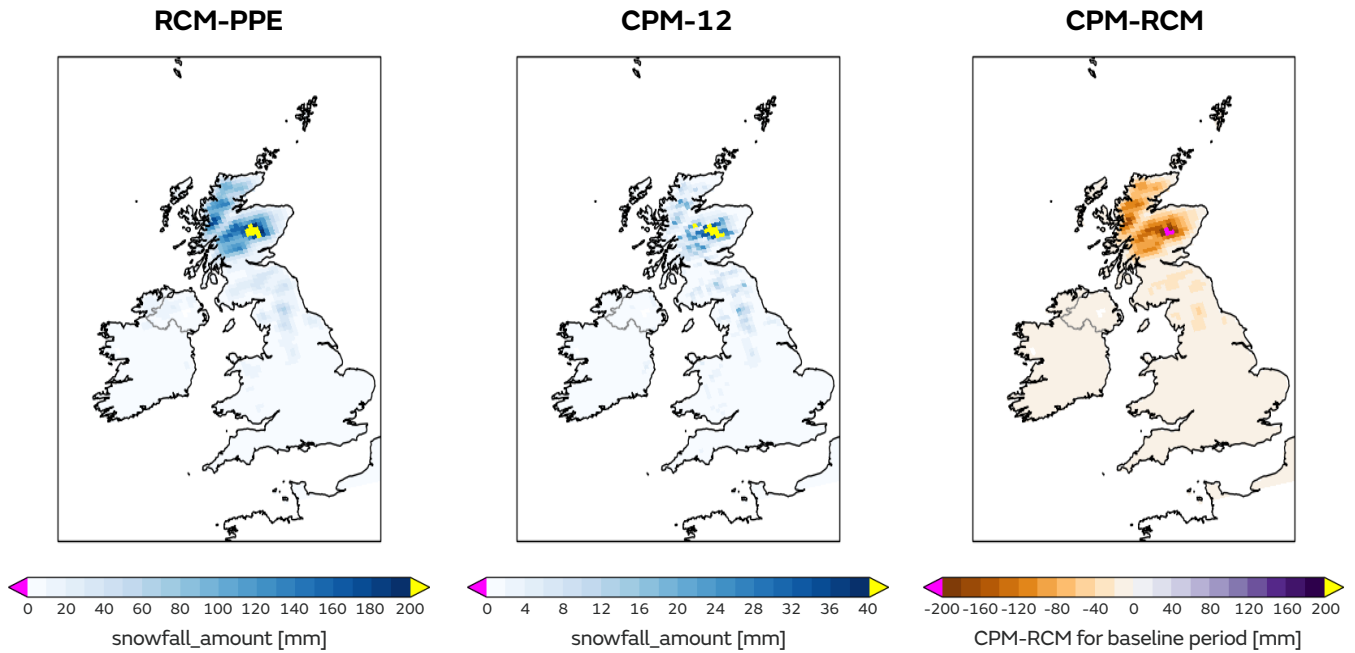 RCM-PPE
CPM-12
CPM-RCM
0 20 40 60 80 100 120 140 160 180 200
snowfall_amount [mm]
0 4 8 12 16 20 24 28 32 36 40
snowfall_amount [mm]
-200 -160 -120 -80 -40 0 40 80 120 160 200
CPM-RCM for baseline period [mm]